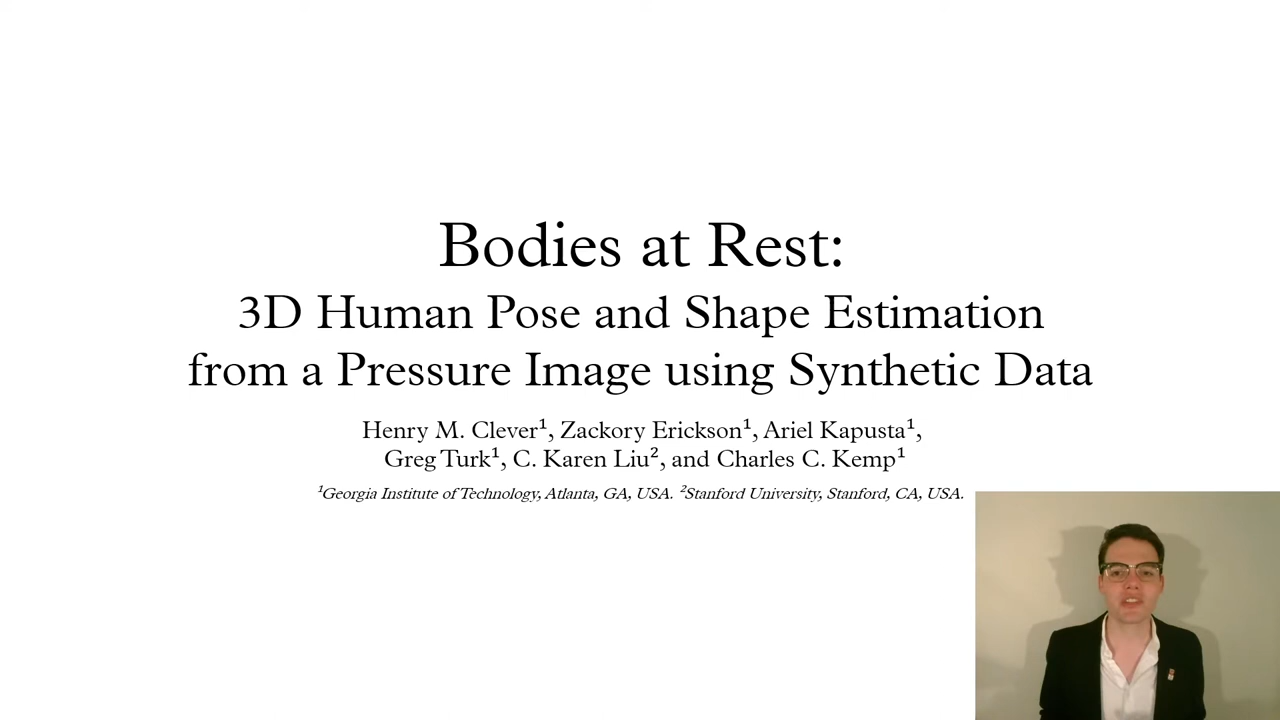 Bodies at Rest:
3D Human Pose and Shape Estimation
from a Pressure Image using Synthetic Data
Henry M. Clever¹, Zackory Erickson¹, Ariel Kapusta¹,
Greg Turk¹, C. Karen Liu², and Charles C. Kemp¹
¹Georgia Institute of Technology, Atlanta, GA, USA. ²Stanford University, Stanford, CA, USA.